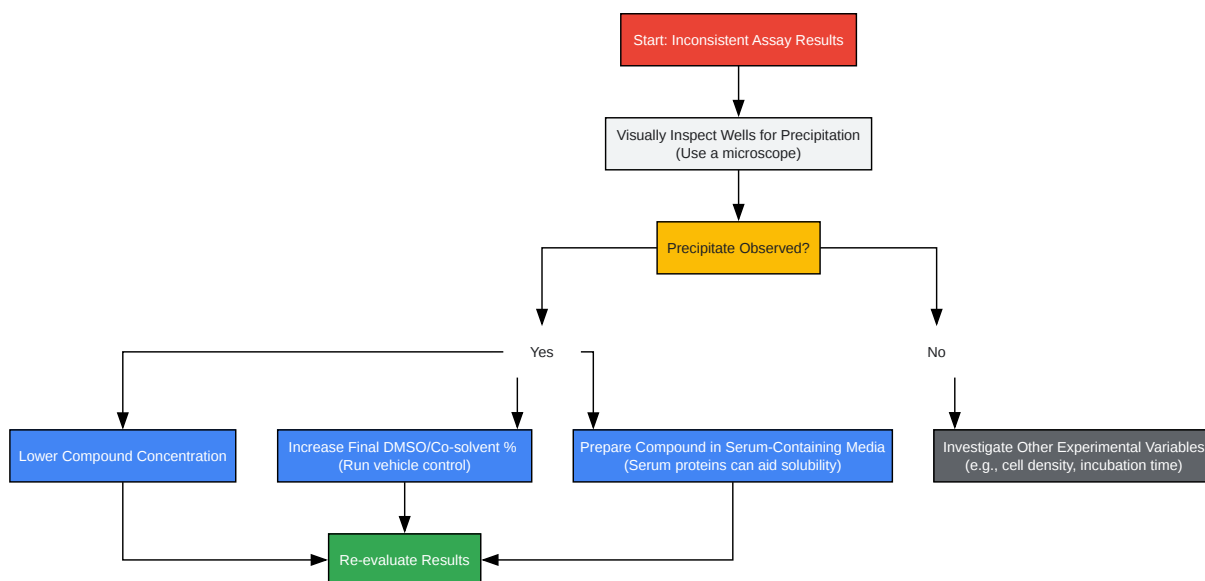 Start: Inconsistent Assay Results
Visually Inspect Wells for Precipitation
(Use a microscope)
Precipitate Observed?
Yes
No
Lower Compound Concentration
Increase Final DMSO/Co-solvent %
(Run vehicle control)
Prepare Compound in Serum-Containing Media
(Serum proteins can aid solubility)
Investigate Other Experimental Variables
(e.g., cell density, incubation time)
Re-evaluate Results